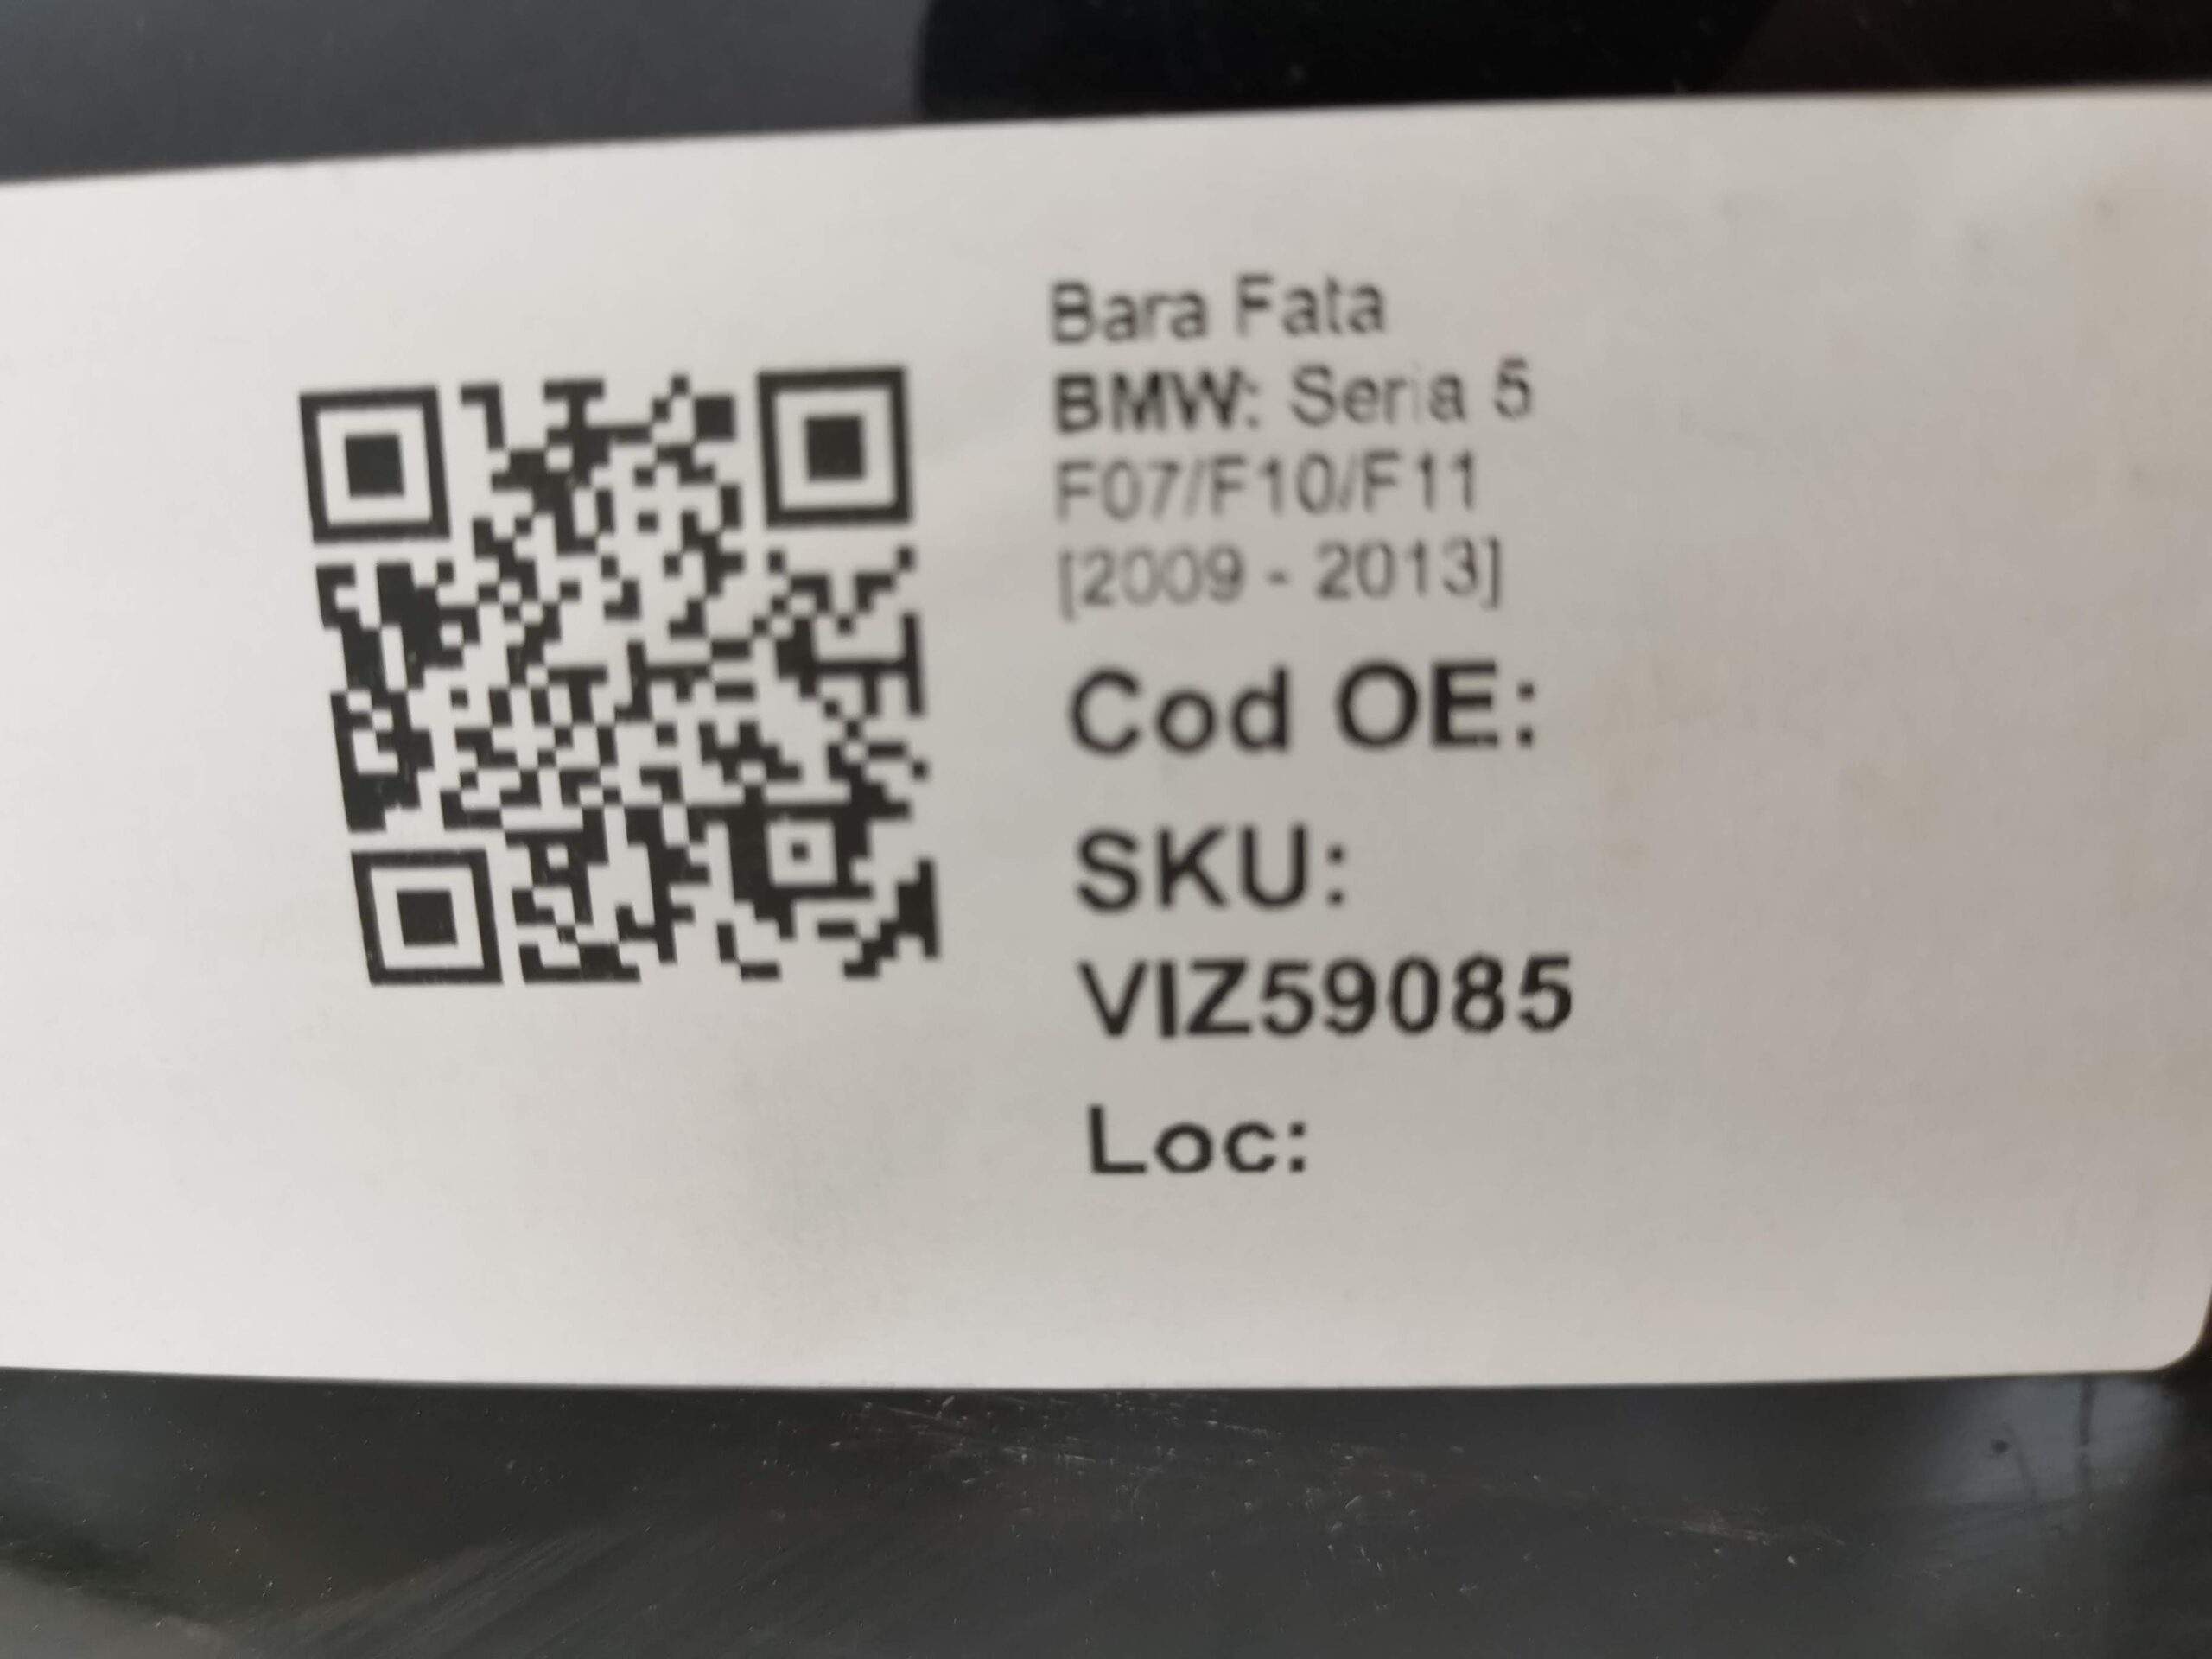 Bara Fata
BMW: Seria 5
F07/F10/F11
[2009 - 2013]
Cod OE:
SKU:
VIZ59085
Loc: